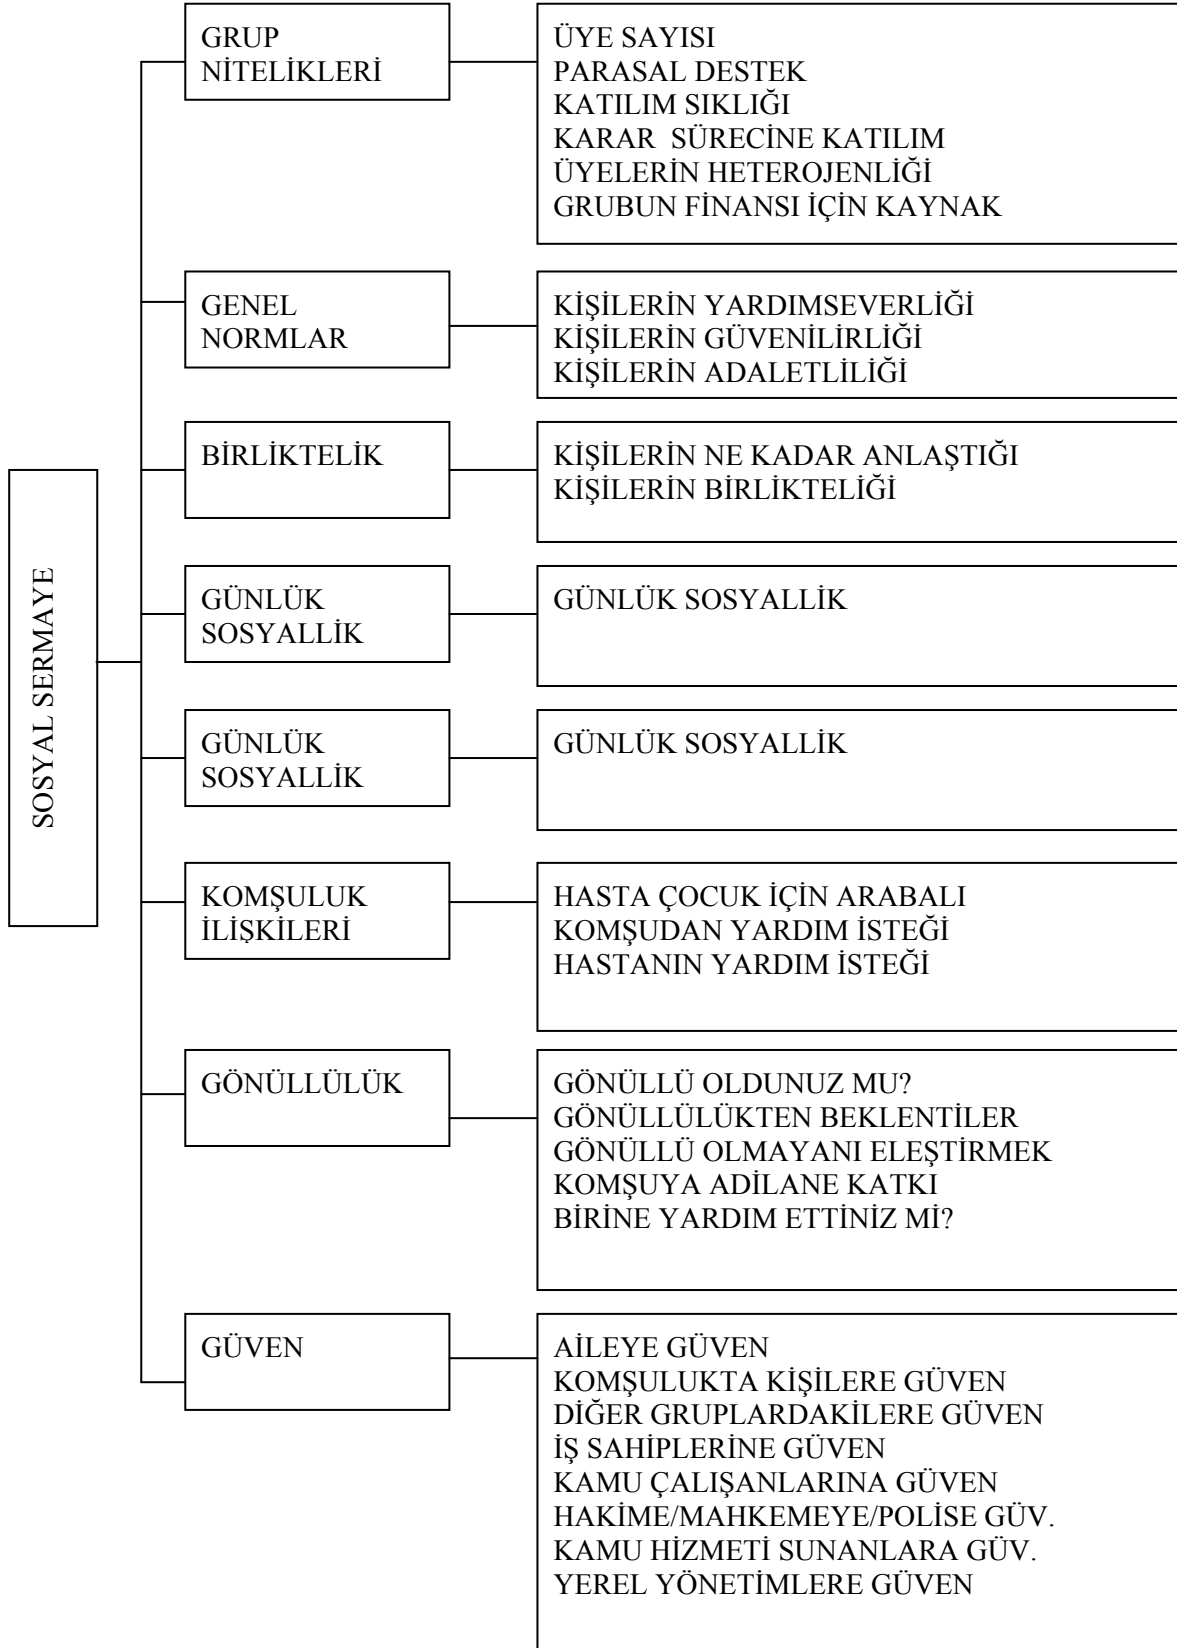 GRUP
NİTELİKLERİ
ÜYE SAYISI
PARASAL DESTEK
KATILIM SIKLIĞI
KARAR SÜRECİNE KATILIM
ÜYELERİN HETEROJENLİĞİ
GRUBUN FİNANSI İÇİN KAYNAK
GENEL
NORMLAR
KİŞİLERİN YARDIMSEVERLİĞİ
KİŞİLERİN GÜVENİLİRLİĞİ
KİŞİLERİN ADALETLİLİĞİ
BİRLİKTELİK
KİŞİLERİN NE KADAR ANLAŞTIĞI
KİŞİLERİN BİRLİKTELİĞİ
SOSYAL SERMAYE
GÜNLÜK
SOSYALLİK
GÜNLÜK SOSYALLİK
GÜNLÜK
SOSYALLİK
GÜNLÜK SOSYALLİK
KOMŞULUK
İLİŞKİLERİ
HASTA ÇOCUK İÇİN ARABALI
KOMŞUDAN YARDIM İSTEĞİ
HASTANIN YARDIM İSTEĞİ
GÖNÜLLÜLÜK
GÖNÜLLÜ OLDUNUZ MU?
GÖNÜLLÜLÜKTEN BEKLENTİLER
GÖNÜLLÜ OLMAYANI ELEŞTİRMEK
KOMŞUYA ADİLANE KATKI
BİRİNE YARDIM ETTİNİZ Mİ?
GÜVEN
AİLEYE GÜVEN
KOMŞULUKTA KİŞİLERE GÜVEN
DİĞER GRUPLARDAKİLERE GÜVEN
İŞ SAHİPLERİNE GÜVEN
KAMU ÇALIŞANLARINA GÜVEN
HAKİME/MAHKEMEYE/POLİSE GÜV.
KAMU HİZMETİ SUNANLARA GÜV.
YEREL YÖNETİMLERE GÜVEN